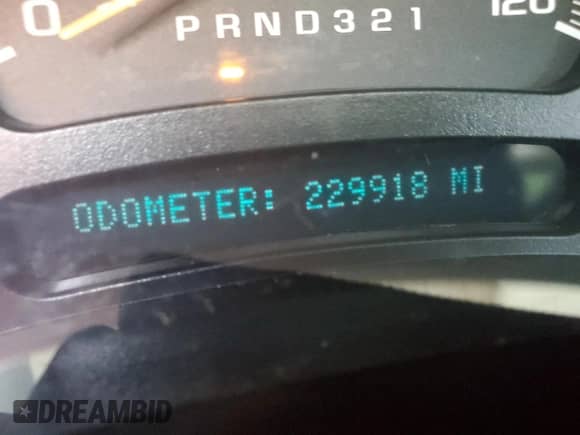 0 120
PRND321
ODOMETER: 229918 MI
DREAMBID